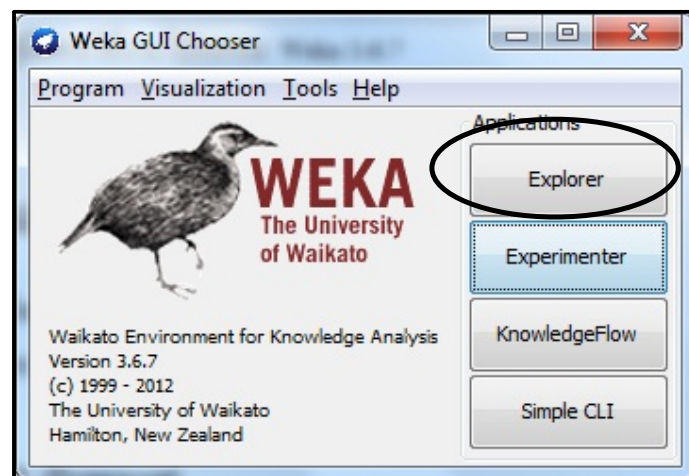 Weka GUI Chooser
Program Visualization Tools Help
Applications
WEKA
The University
of Waikato
Explorer
Experimenter
KnowledgeFlow
Simple CLI
Waikato Environment for Knowledge Analysis
Version 3.6.7
(c) 1999 - 2012
The University of Waikato
Hamilton, New Zealand